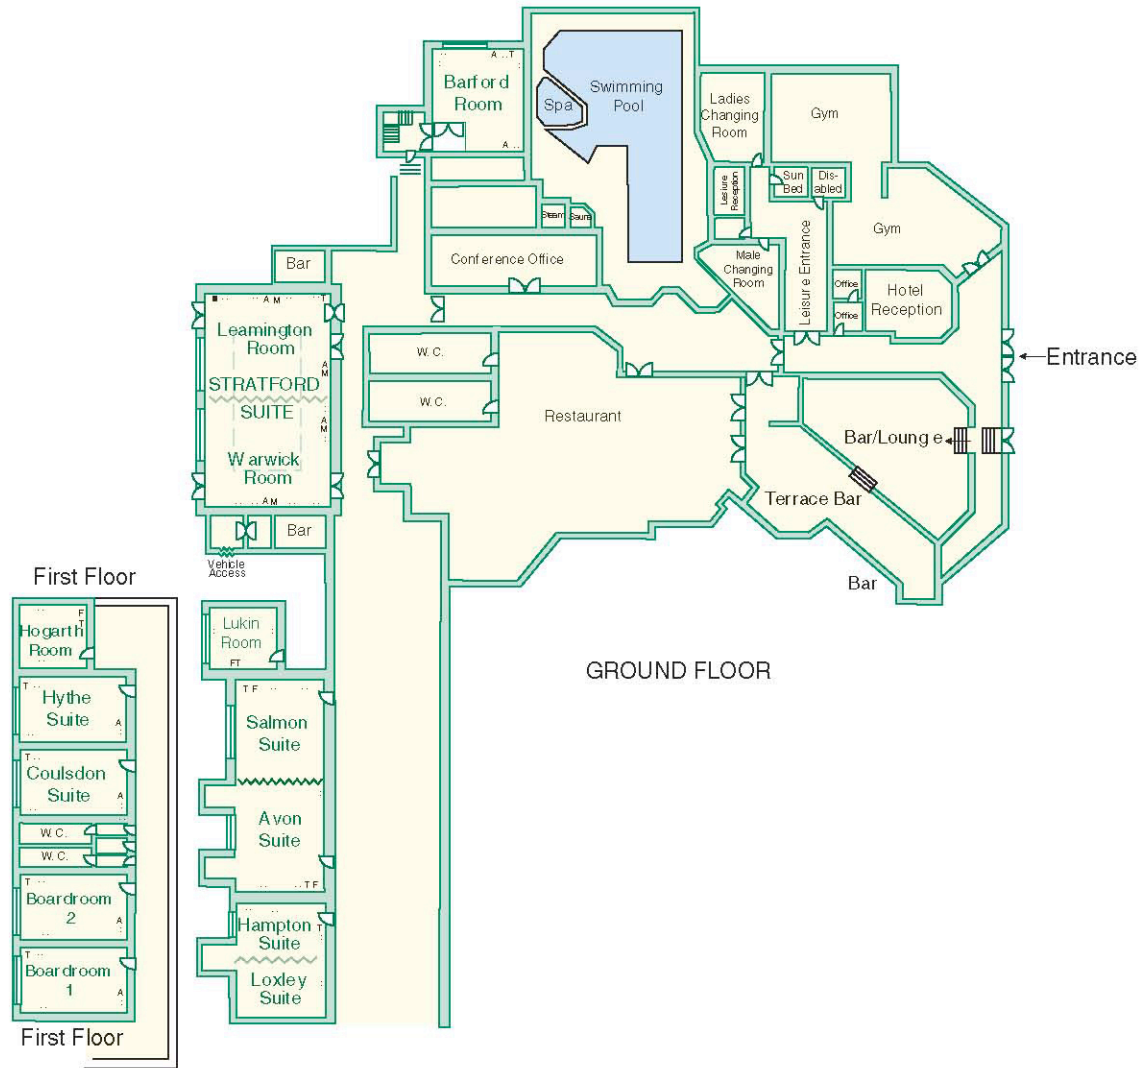 A .. T
Barford
Room
A ..
Spa
Swimming
Pool
Ladies
Changing
Room
Gym
Sun
Bed
Dis-
abled
Lesiure
Reception
Gym
Steam
Sauna
Conference Office
Male
Changing
Room
Leisure Entrance
Office
Office
Hotel
Reception
Bar
A M
T
Leamington
Room
A
M
STRATFORD
SUITE
A
M
Warwick
Room
A M
W.C.
W.C.
Restaurant
Entrance
Bar/Lounge
Terrace Bar
Bar
Bar
Vehicle
Access
GROUND FLOOR
First Floor
F
T
Hogarth
Room
T
Hythe
Suite
A
T
Coulsdon
Suite
A
W.C.
W.C.
T
Boardroom
2
A
T
Boardroom
1
A
First Floor
Lukin
Room
FT
T F
Salmon
Suite
Avon
Suite
T F
Hampton
Suite
T
Loxley
Suite